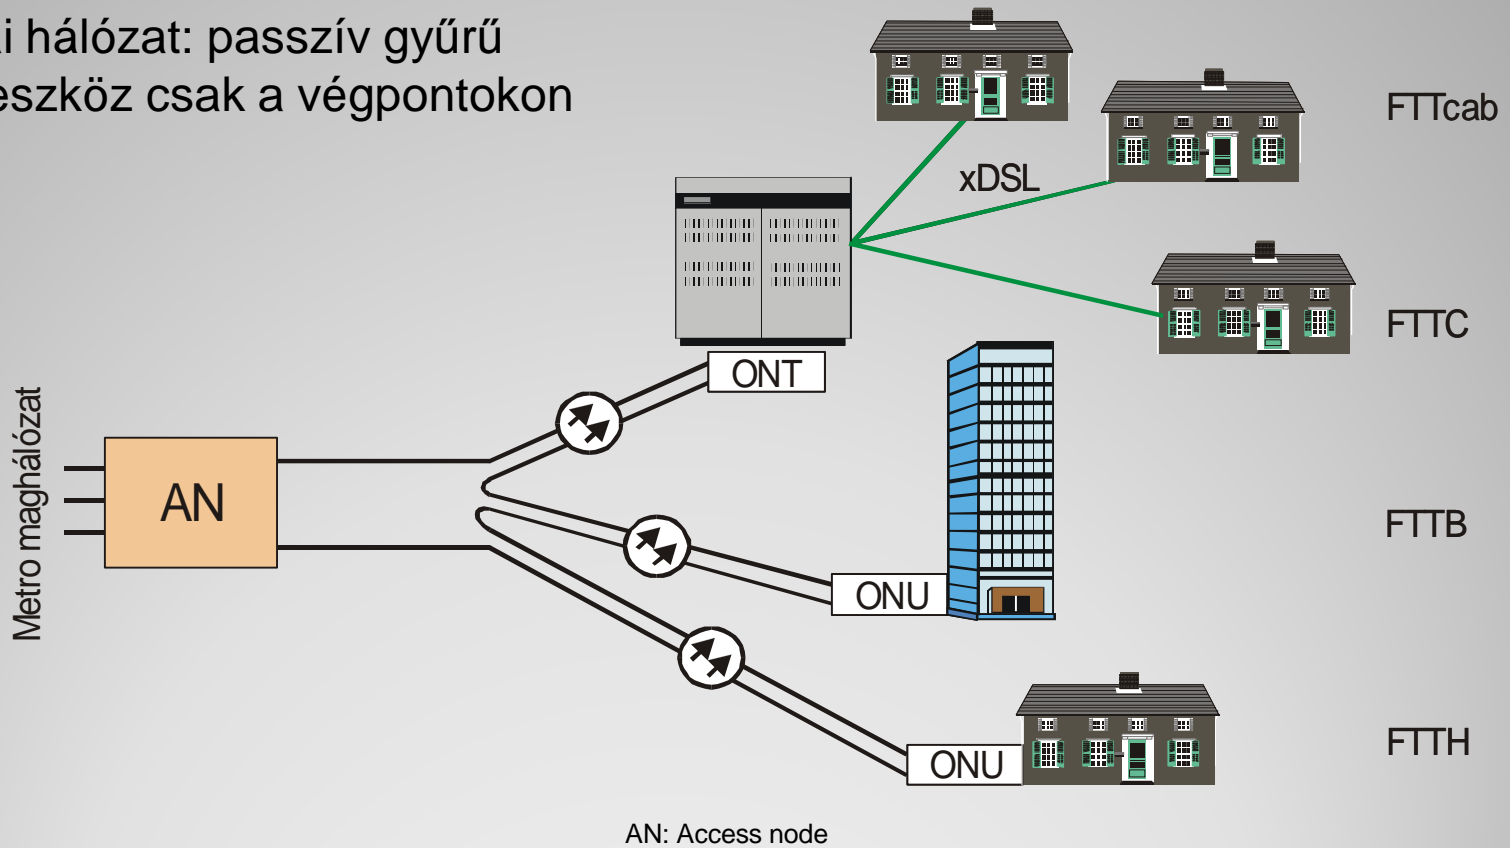 i hálózat: passzív gyűrű
eszköz csak a végpontokon
FTTcab
xDSL
FTTC
ONT
Metro maghálózat
AN
FTTB
ONU
FTTH
ONU
AN: Access node